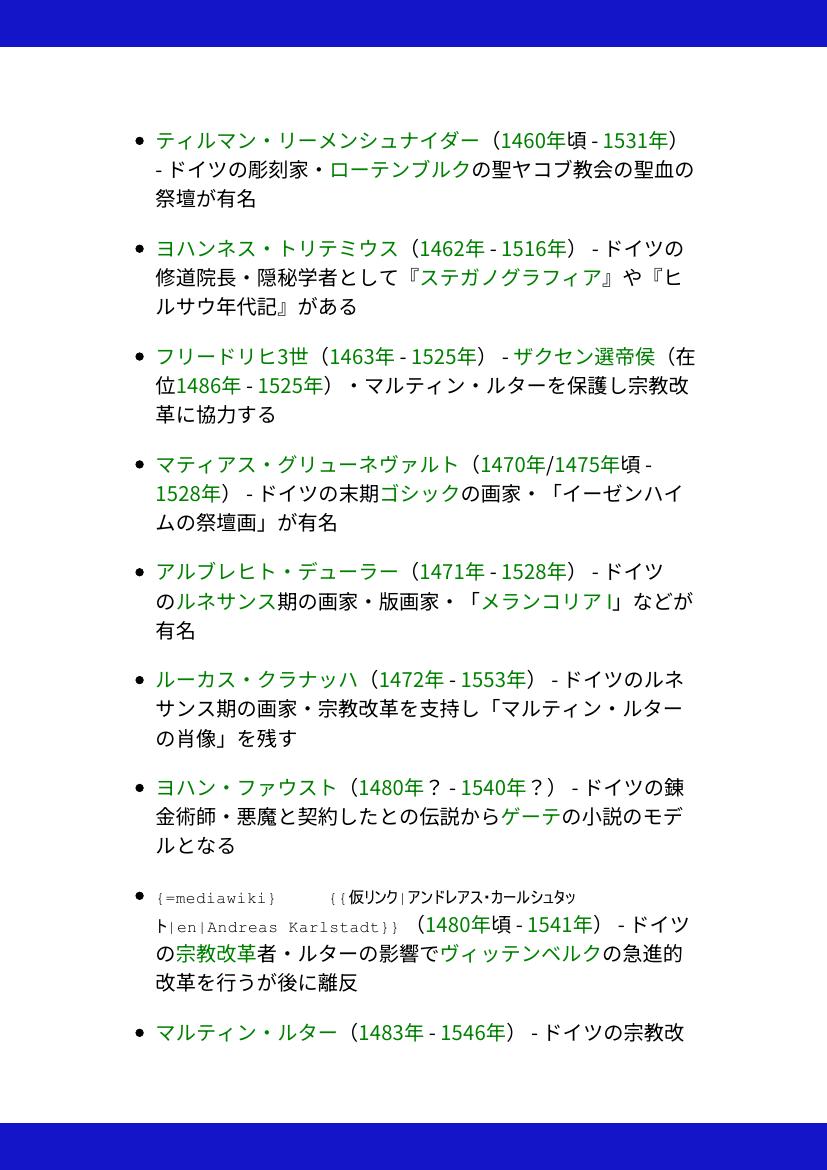 • ティルマン・リーメンシュナイダー（1460年頃 - 1531年）
- ドイツの彫刻家・ローテンブルクの聖ヤコブ教会の聖血の
祭壇が有名
• ヨハンネス・トリテミウス（1462年 - 1516年） - ドイツの
修道院長・隠秘学者として『ステガノグラフィア』や『ヒ
ルサウ年代記』がある
• フリードリヒ3世（1463年 - 1525年） - ザクセン選帝侯（在
位1486年 - 1525年）・マルティン・ルターを保護し宗教改
革に協力する
• マティアス・グリューネヴァルト（1470年/1475年頃 -
1528年） - ドイツの末期ゴシックの画家・「イーゼンハイ
ムの祭壇画」が有名
• アルブレヒト・デューラー（1471年 - 1528年） - ドイツ
のルネサンス期の画家・版画家・「メランコリア I」などが
有名
• ルーカス・クラナッハ（1472年 - 1553年） - ドイツのルネ
サンス期の画家・宗教改革を支持し「マルティン・ルター
の肖像」を残す
• ヨハン・ファウスト（1480年？ - 1540年？） - ドイツの錬
金術師・悪魔と契約したとの伝説からゲーテの小説のモデ
ルとなる
• {=mediawiki} {{仮リンク|アンドレアス・カールシュタッ
ト|en|Andreas Karlstadt}}（1480年頃 - 1541年） - ドイツ
の宗教改革者・ルターの影響でヴィッテンベルクの急進的
改革を行うが後に離反
• マルティン・ルター（1483年 - 1546年） - ドイツの宗教改